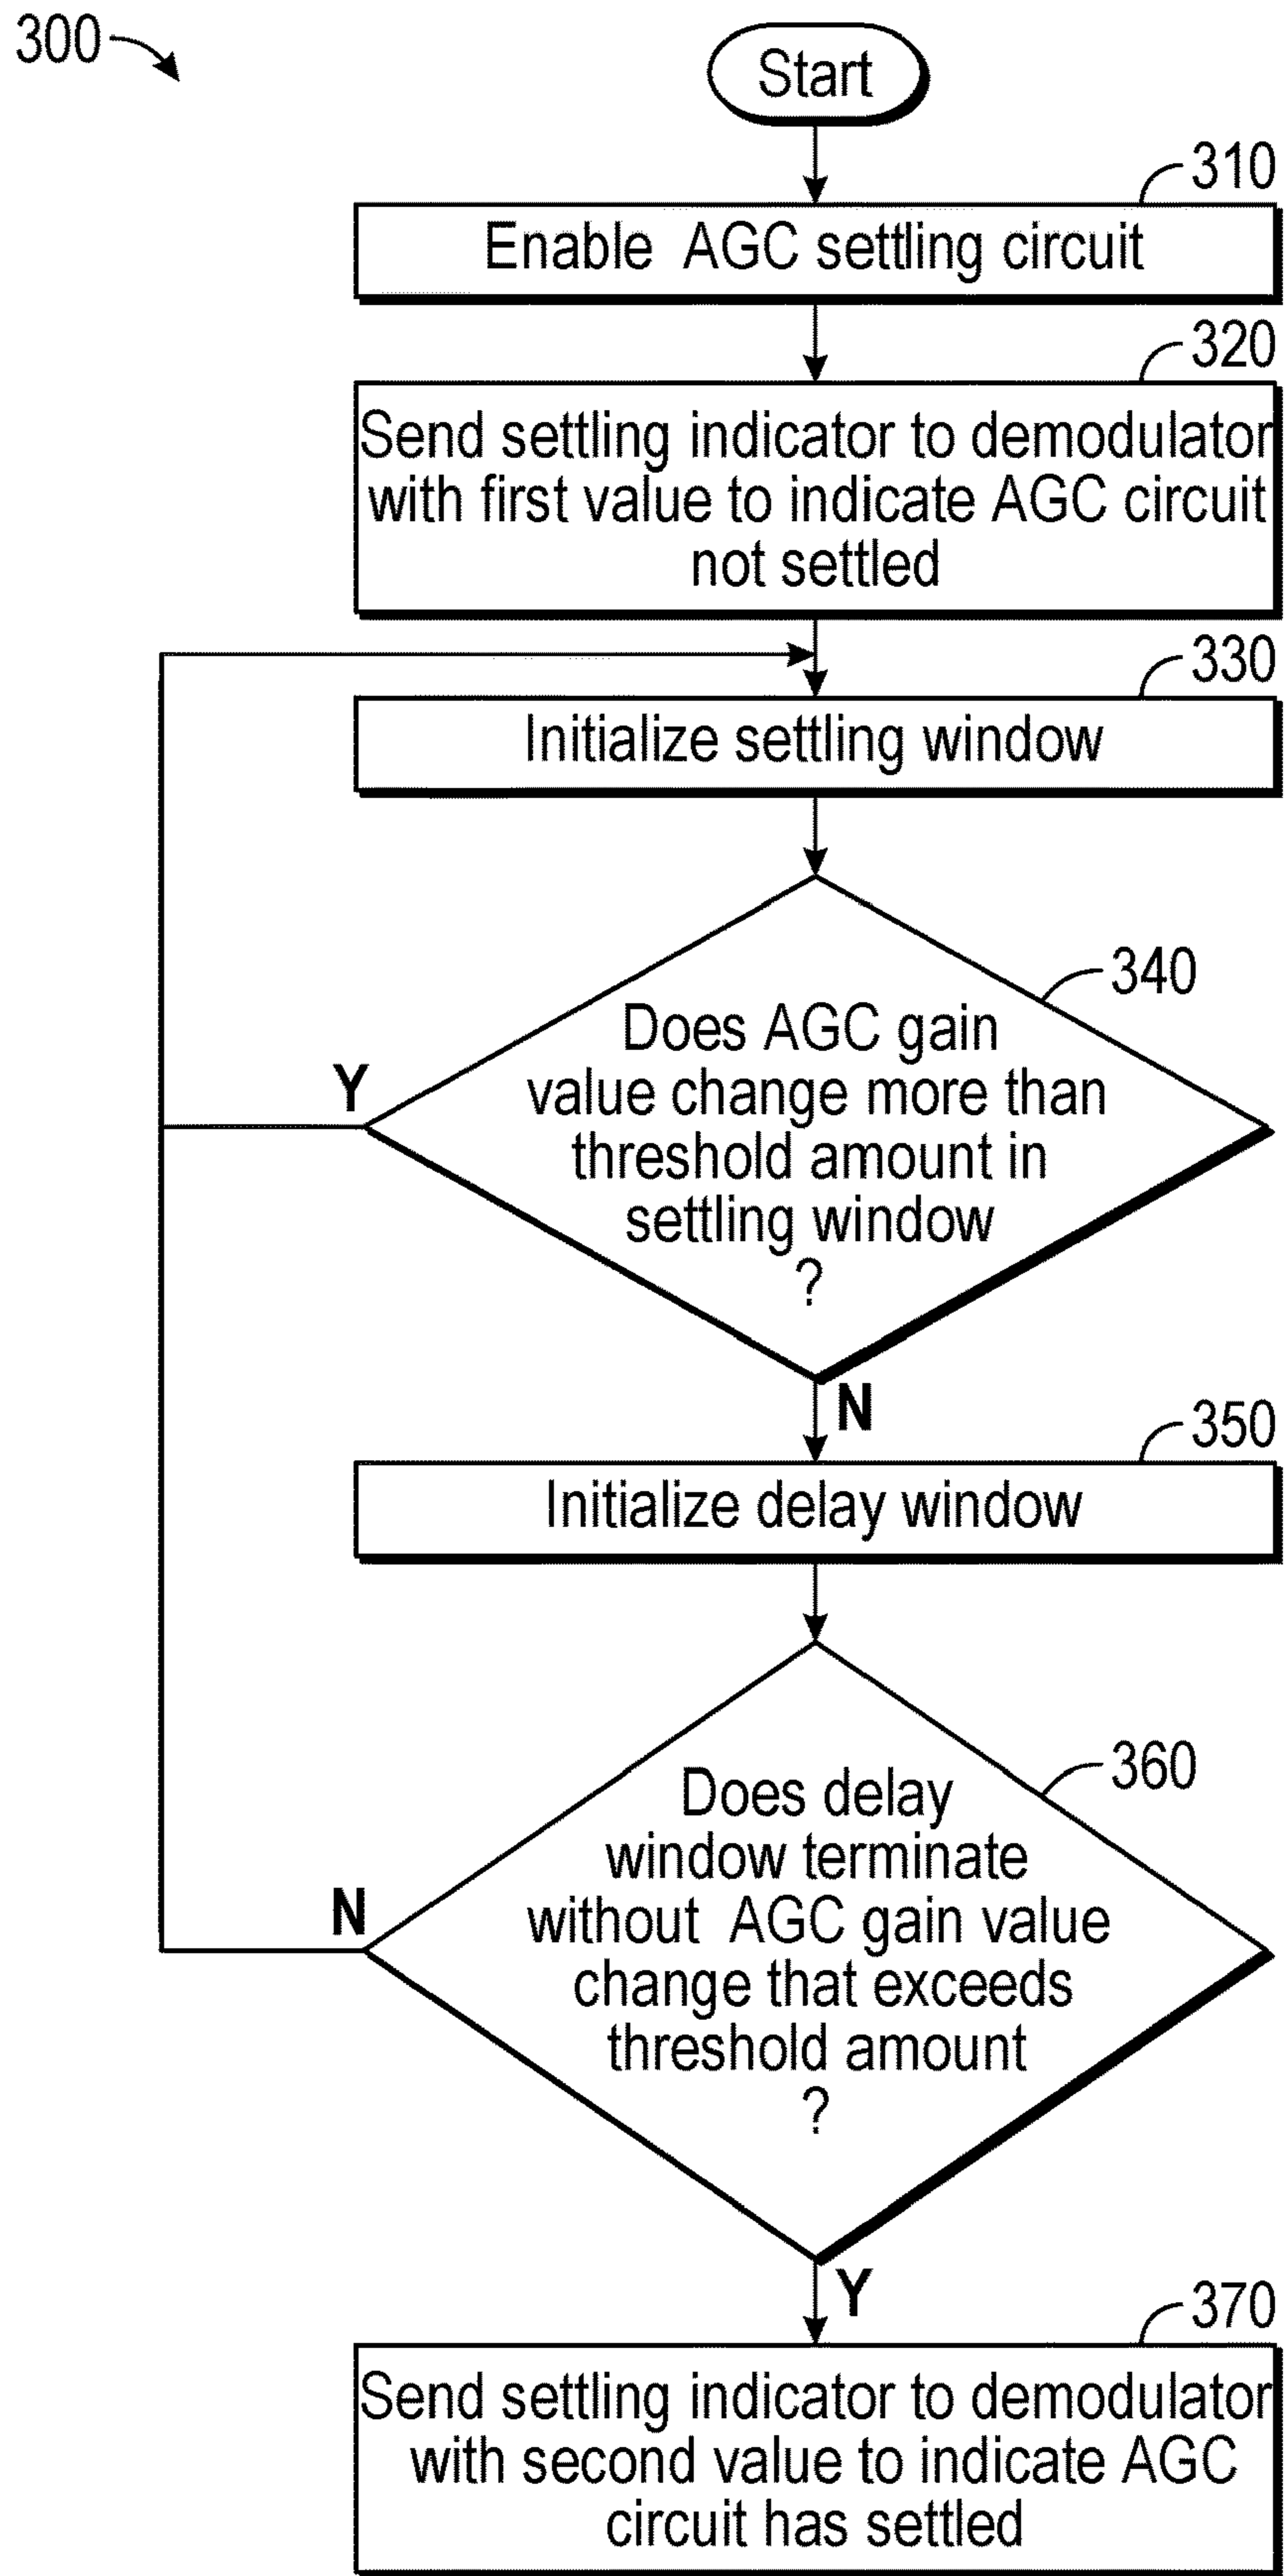 300
Start
310
Enable AGC settling circuit
320
Send settling indicator to demodulator
with first value to indicate AGC circuit
not settled
330
Initialize settling window
340
Does AGC gain
value change more than
threshold amount in
settling window
?
Y
N
350
Initialize delay window
360
Does delay
window terminate
without AGC gain value
change that exceeds
threshold amount
?
N
Y
370
Send settling indicator to demodulator
with second value to indicate AGC
circuit has settled